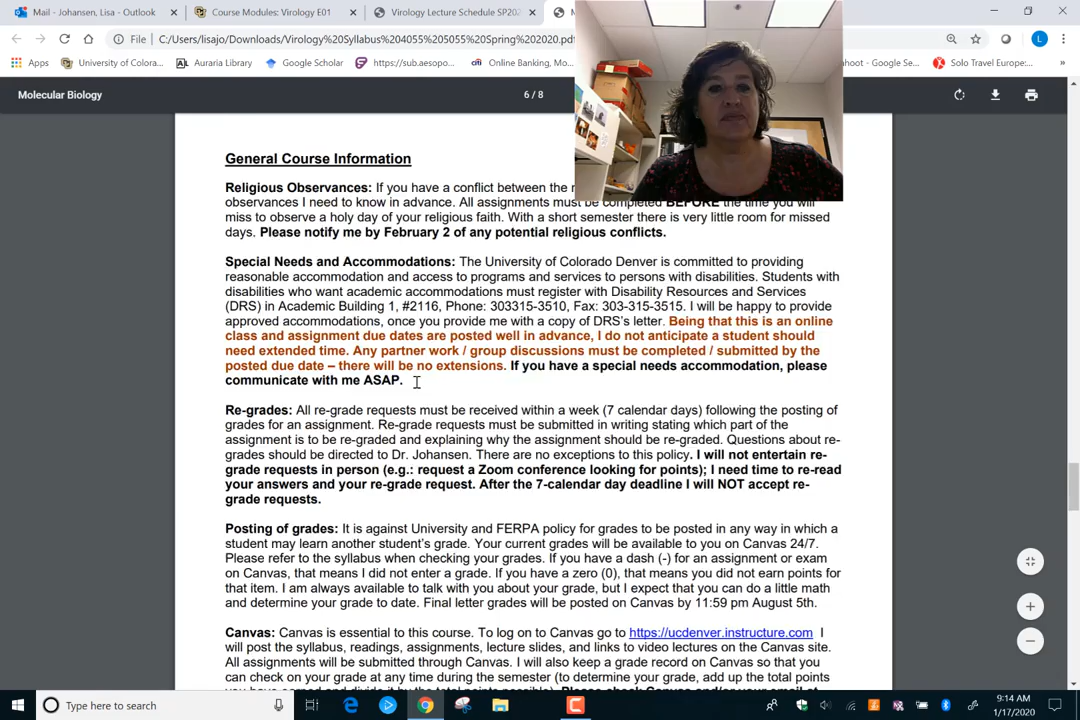 Mail - Johansen, Lisa - Outlook
Course Modules: Virology E01
Virology Lecture Schedule SP202
File | C:/Users/lisajo/Downloads/Virology%20Syllabus%204055%205055%20Spring%202020.pdf
Apps
University of Colora...
Auraria Library
Google Scholar
https://sub.aesopo...
Online Banking, Mo...
ahoot - Google Se...
Solo Travel Europe:...
Molecular Biology
6 / 8
General Course Information
Religious Observances: If you have a conflict between the
observances I need to know in advance. All assignments must be completed BEFORE the time you will
miss to observe a holy day of your religious faith. With a short semester there is very little room for missed
days. Please notify me by February 2 of any potential religious conflicts.
Special Needs and Accommodations: The University of Colorado Denver is committed to providing
reasonable accommodation and access to programs and services to persons with disabilities. Students with
disabilities who want academic accommodations must register with Disability Resources and Services
(DRS) in Academic Building 1, #2116, Phone: 303315-3510, Fax: 303-315-3515. I will be happy to provide
approved accommodations, once you provide me with a copy of DRS's letter. Being that this is an online
class and assignment due dates are posted well in advance, I do not anticipate a student should
need extended time. Any partner work / group discussions must be completed / submitted by the
posted due date – there will be no extensions. If you have a special needs accommodation, please
communicate with me ASAP.
Re-grades: All re-grade requests must be received within a week (7 calendar days) following the posting of
grades for an assignment. Re-grade requests must be submitted in writing stating which part of the
assignment is to be re-graded and explaining why the assignment should be re-graded. Questions about re-
grades should be directed to Dr. Johansen. There are no exceptions to this policy. I will not entertain re-
grade requests in person (e.g.: request a Zoom conference looking for points); I need time to re-read
your answers and your re-grade request. After the 7-calendar day deadline I will NOT accept re-
grade requests.
Posting of grades: It is against University and FERPA policy for grades to be posted in any way in which a
student may learn another student's grade. Your current grades will be available to you on Canvas 24/7.
Please refer to the syllabus when checking your grades. If you have a dash (-) for an assignment or exam
on Canvas, that means I did not enter a grade. If you have a zero (0), that means you did not earn points for
that item. I am always available to talk with you about your grade, but I expect that you can do a little math
and determine your grade to date. Final letter grades will be posted on Canvas by 11:59 pm August 5th.
Canvas: Canvas is essential to this course. To log on to Canvas go to https://ucdenver.instructure.com I
will post the syllabus, readings, assignments, lecture slides, and links to video lectures on the Canvas site.
All assignments will be submitted through Canvas. I will also keep a grade record on Canvas so that you
can check on your grade at any time during the semester (to determine your grade, add up the total points
Type here to search
9:14 AM
1/17/2020